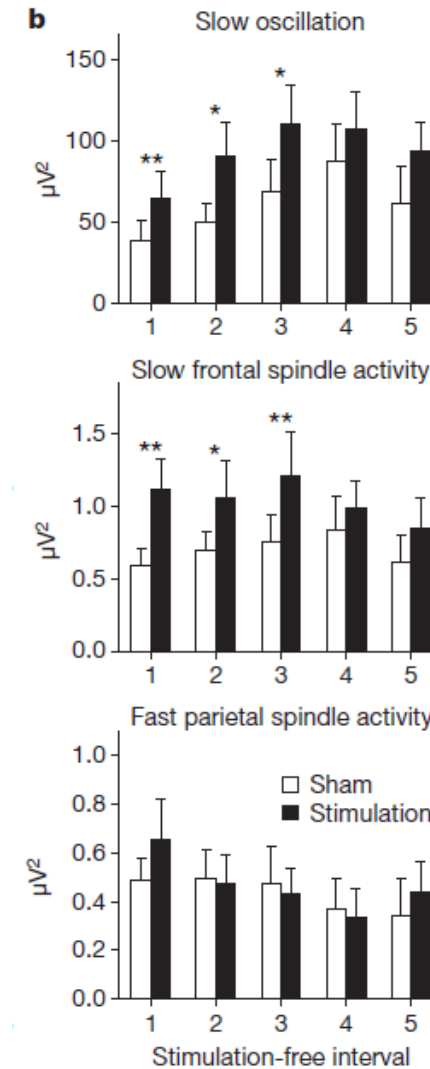 b
Slow oscillation
150
100
50
0
µV²
**
*
*
1 2 3 4 5
Slow frontal spindle activity
1.5
1.0
0.5
0.0
µV²
**
*
**
1 2 3 4 5
Fast parietal spindle activity
1.0
0.8
0.6
0.4
0.2
0.0
µV²
Sham
Stimulation
1 2 3 4 5
Stimulation-free interval